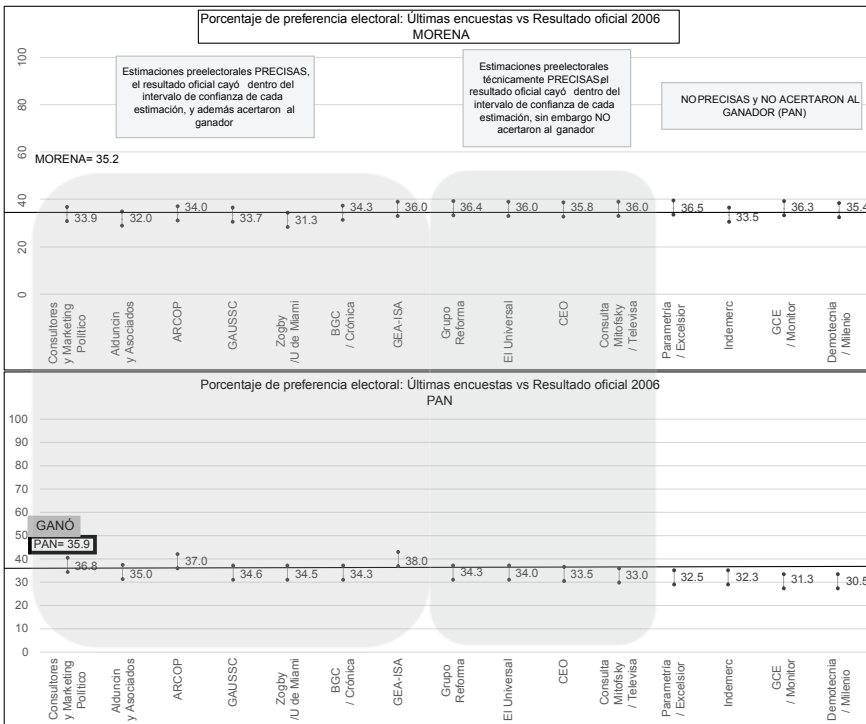 Porcentaje de preferencia electoral: Últimas encuestas vs Resultado oficial 2006
MORENA
Estimaciones preelectorales PRECISAS,
el resultado oficial cayó dentro del
intervalo de confianza de cada
estimación, y además acertaron al
ganador
Estimaciones preelectorales
técnicamente PRECISAS,el
resultado oficial cayó dentro del
intervalo de confianza de cada
estimación, sin embargo NO
acertaron al ganador
NO PRECISAS y NO ACERTARON AL
GANADOR (PAN)
100
80
60
40
20
0
MORENA= 35.2
33.9
32.0
34.0
33.7
31.3
34.3
36.0
36.4
36.0
35.8
36.0
36.5
33.5
36.3
35.4
Consultores
y Marketing
Político
Alduncin
y Asociados
ARCOP
GAUSSC
Zogby
/U de Miami
BGC
/ Crónica
GEA-ISA
Grupo
Reforma
El Universal
CEO
Consulta
Mitofsky
/ Televisa
Parametría
/ Excelsior
Indemerc
GCE
/ Monitor
Demotecnia
/ Milenio
Porcentaje de preferencia electoral: Últimas encuestas vs Resultado oficial 2006
PAN
100
90
80
70
60
50
40
30
20
10
0
GANÓ
PAN= 35.9
36.8
35.0
37.0
34.6
34.5
34.3
38.0
34.3
34.0
33.5
33.0
32.5
32.3
31.3
30.5
Consultores
y Marketing
Político
Alduncin
y Asociados
ARCOP
GAUSSC
Zogby
/U de Miami
BGC
/ Crónica
GEA-ISA
Grupo
Reforma
El Universal
CEO
Consulta
Mitofsky
/ Televisa
Parametría
/ Excelsior
Indemerc
GCE
/ Monitor
Demotecnia
/ Milenio